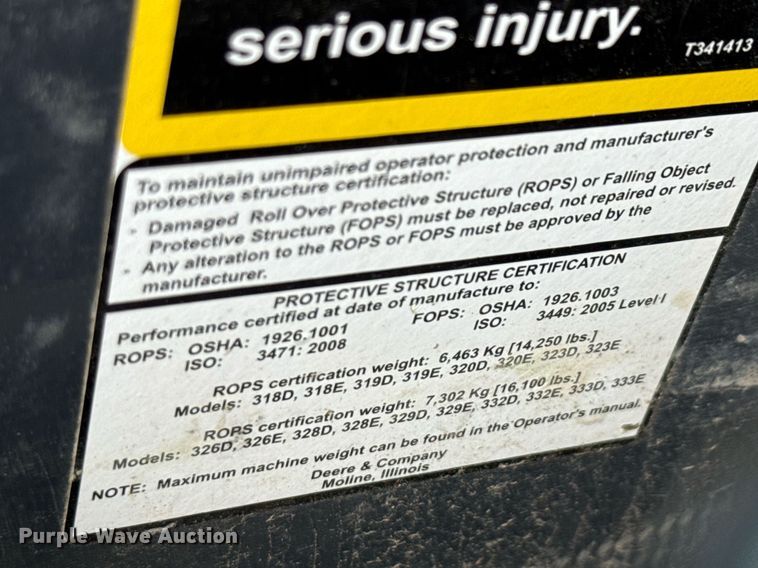 serious injury.
T341413
To maintain unimpaired operator protection and manufacturer's
protective structure certification:
- Damaged Roll Over Protective Structure (ROPS) or Falling Object
Protective Structure (FOPS) must be replaced, not repaired or revised.
- Any alteration to the ROPS or FOPS must be approved by the
manufacturer.
PROTECTIVE STRUCTURE CERTIFICATION
Performance certified at date of manufacture to:
ROPS: OSHA: 1926.1001 FOPS: OSHA: 1926.1003
ISO: 3471: 2008 ISO: 3449: 2005 Level I
ROPS certification weight: 6,463 Kg [14,250 lbs.]
Models: 318D, 318E, 319D, 319E, 320D, 320E, 323D, 323E
ROPS certification weight: 7,302 Kg [16,100 lbs.]
Models: 326D, 326E, 328D, 328E, 329D, 329E, 332D, 332E, 333D, 333E
NOTE: Maximum machine weight can be found in the Operator's manual.
Deere & Company
Moline, Illinois
Purple Wave Auction